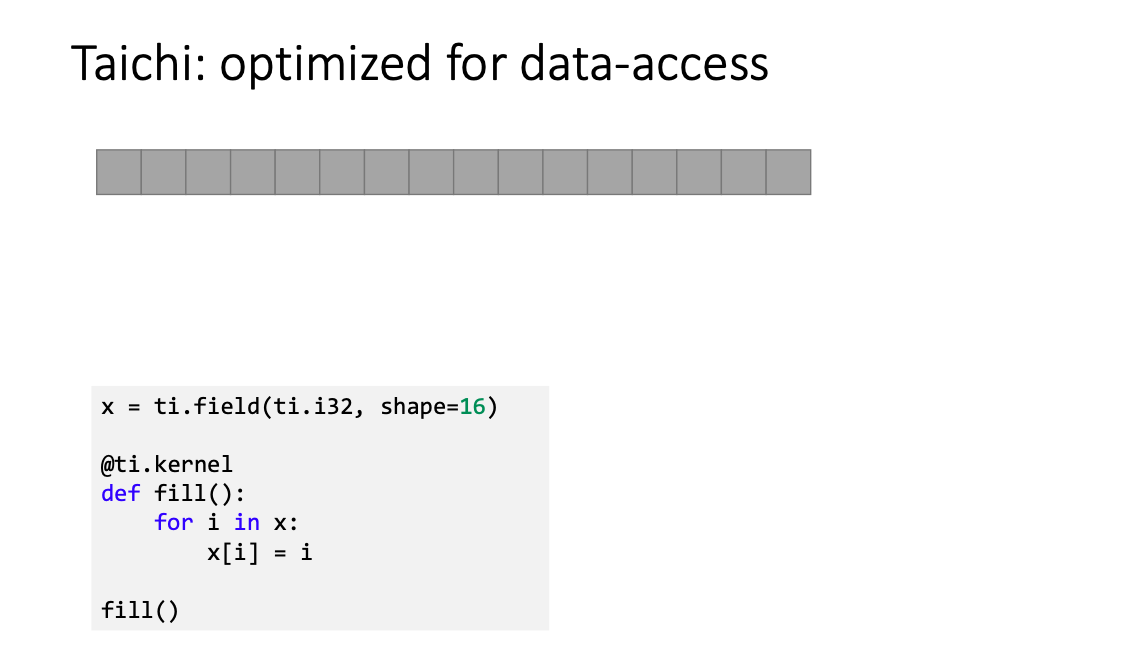 Taichi: optimized for data-access
x = ti.field(ti.i32, shape=16)
@ti.kernel
def fill():
    for i in x:
        x[i] = i
fill()